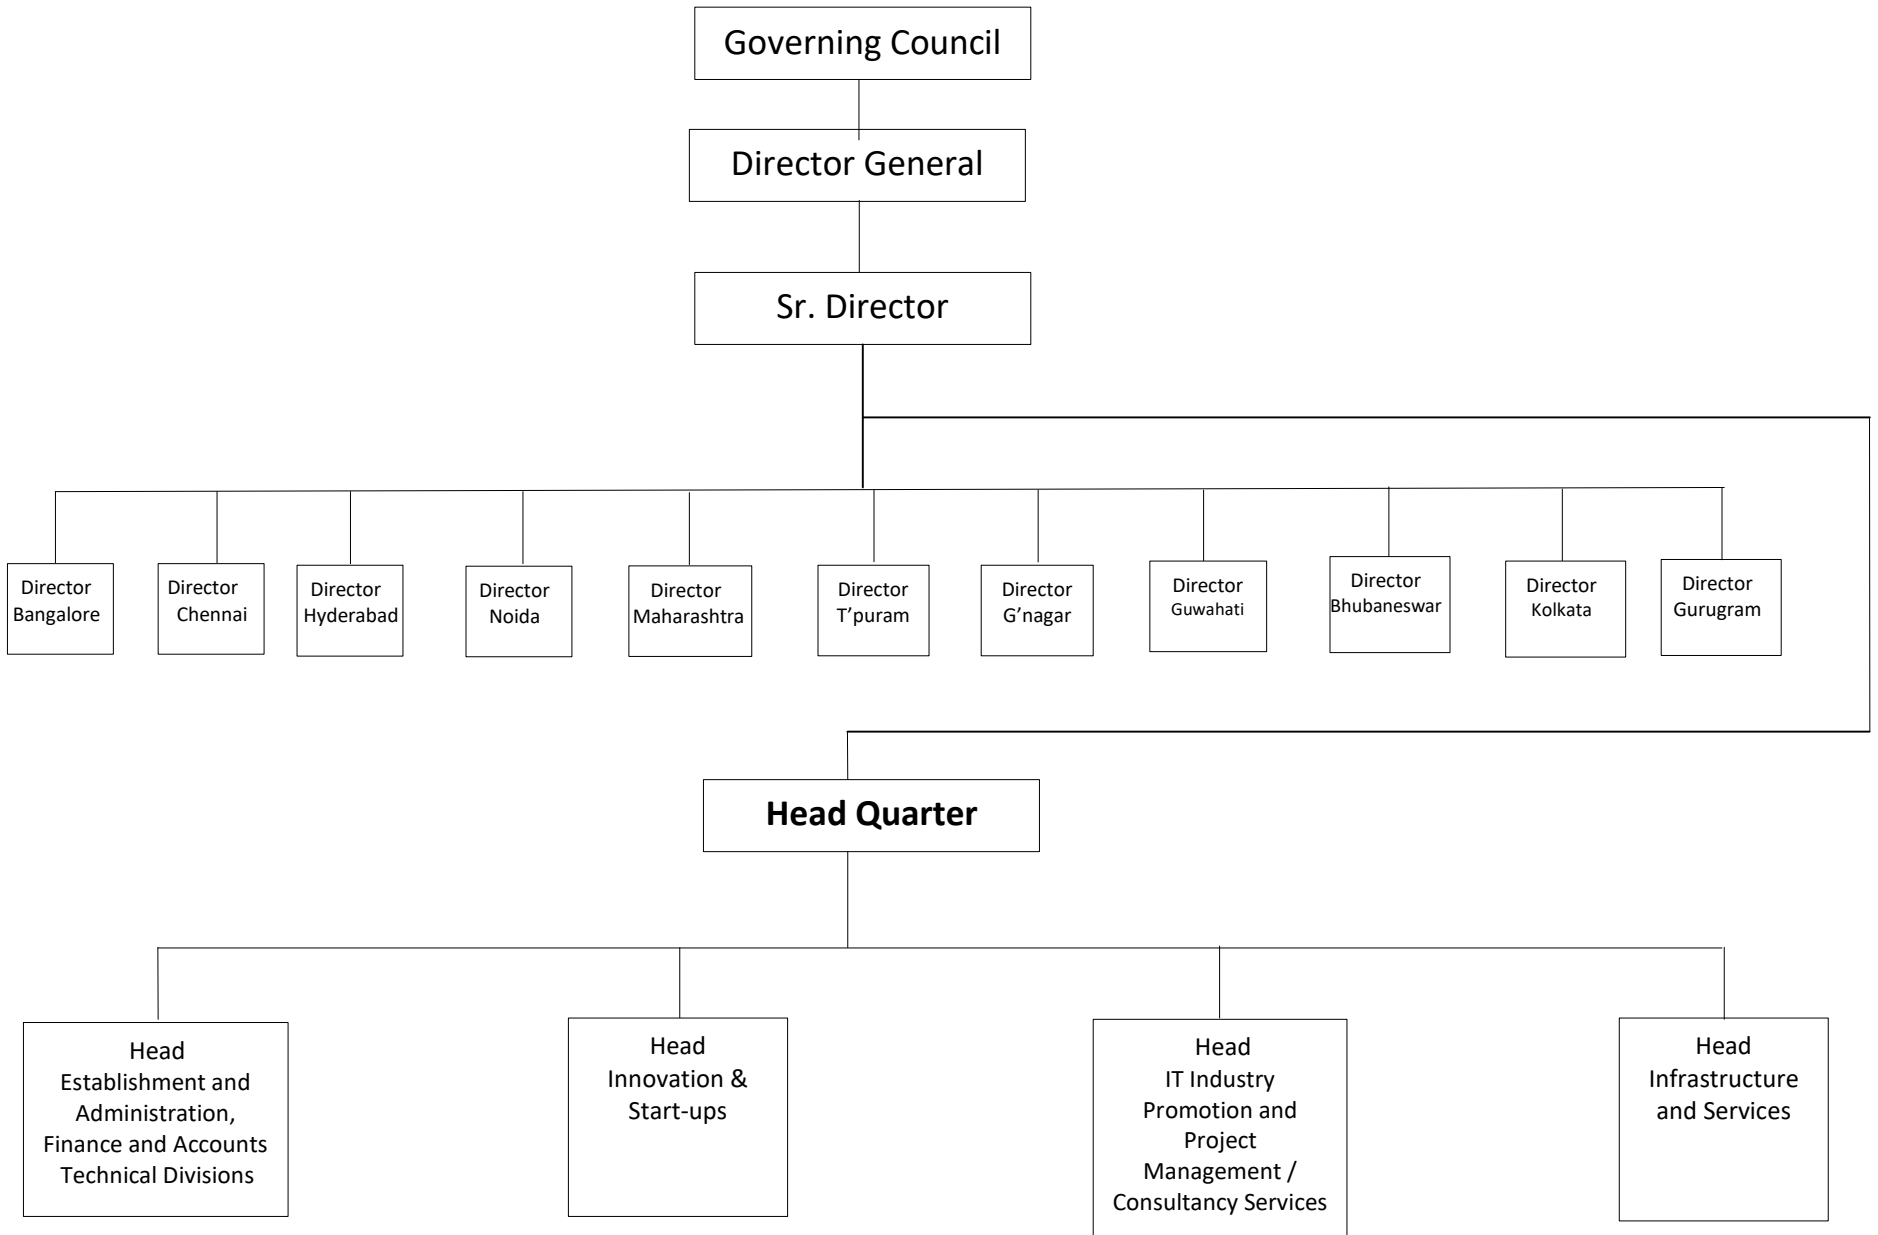 Governing Council
Director General
Sr. Director
Director
Bangalore
Director
Chennai
Director
Hyderabad
Director
Noida
Director
Maharashtra
Director
T’puram
Director
G’nagar
Director
Guwahati
Director
Bhubaneswar
Director
Kolkata
Director
Gurugram
Head Quarter
Head
Establishment and
Administration,
Finance and Accounts
Technical Divisions
Head
Innovation &
Start-ups
Head
IT Industry
Promotion and
Project
Management /
Consultancy Services
Head
Infrastructure
and Services